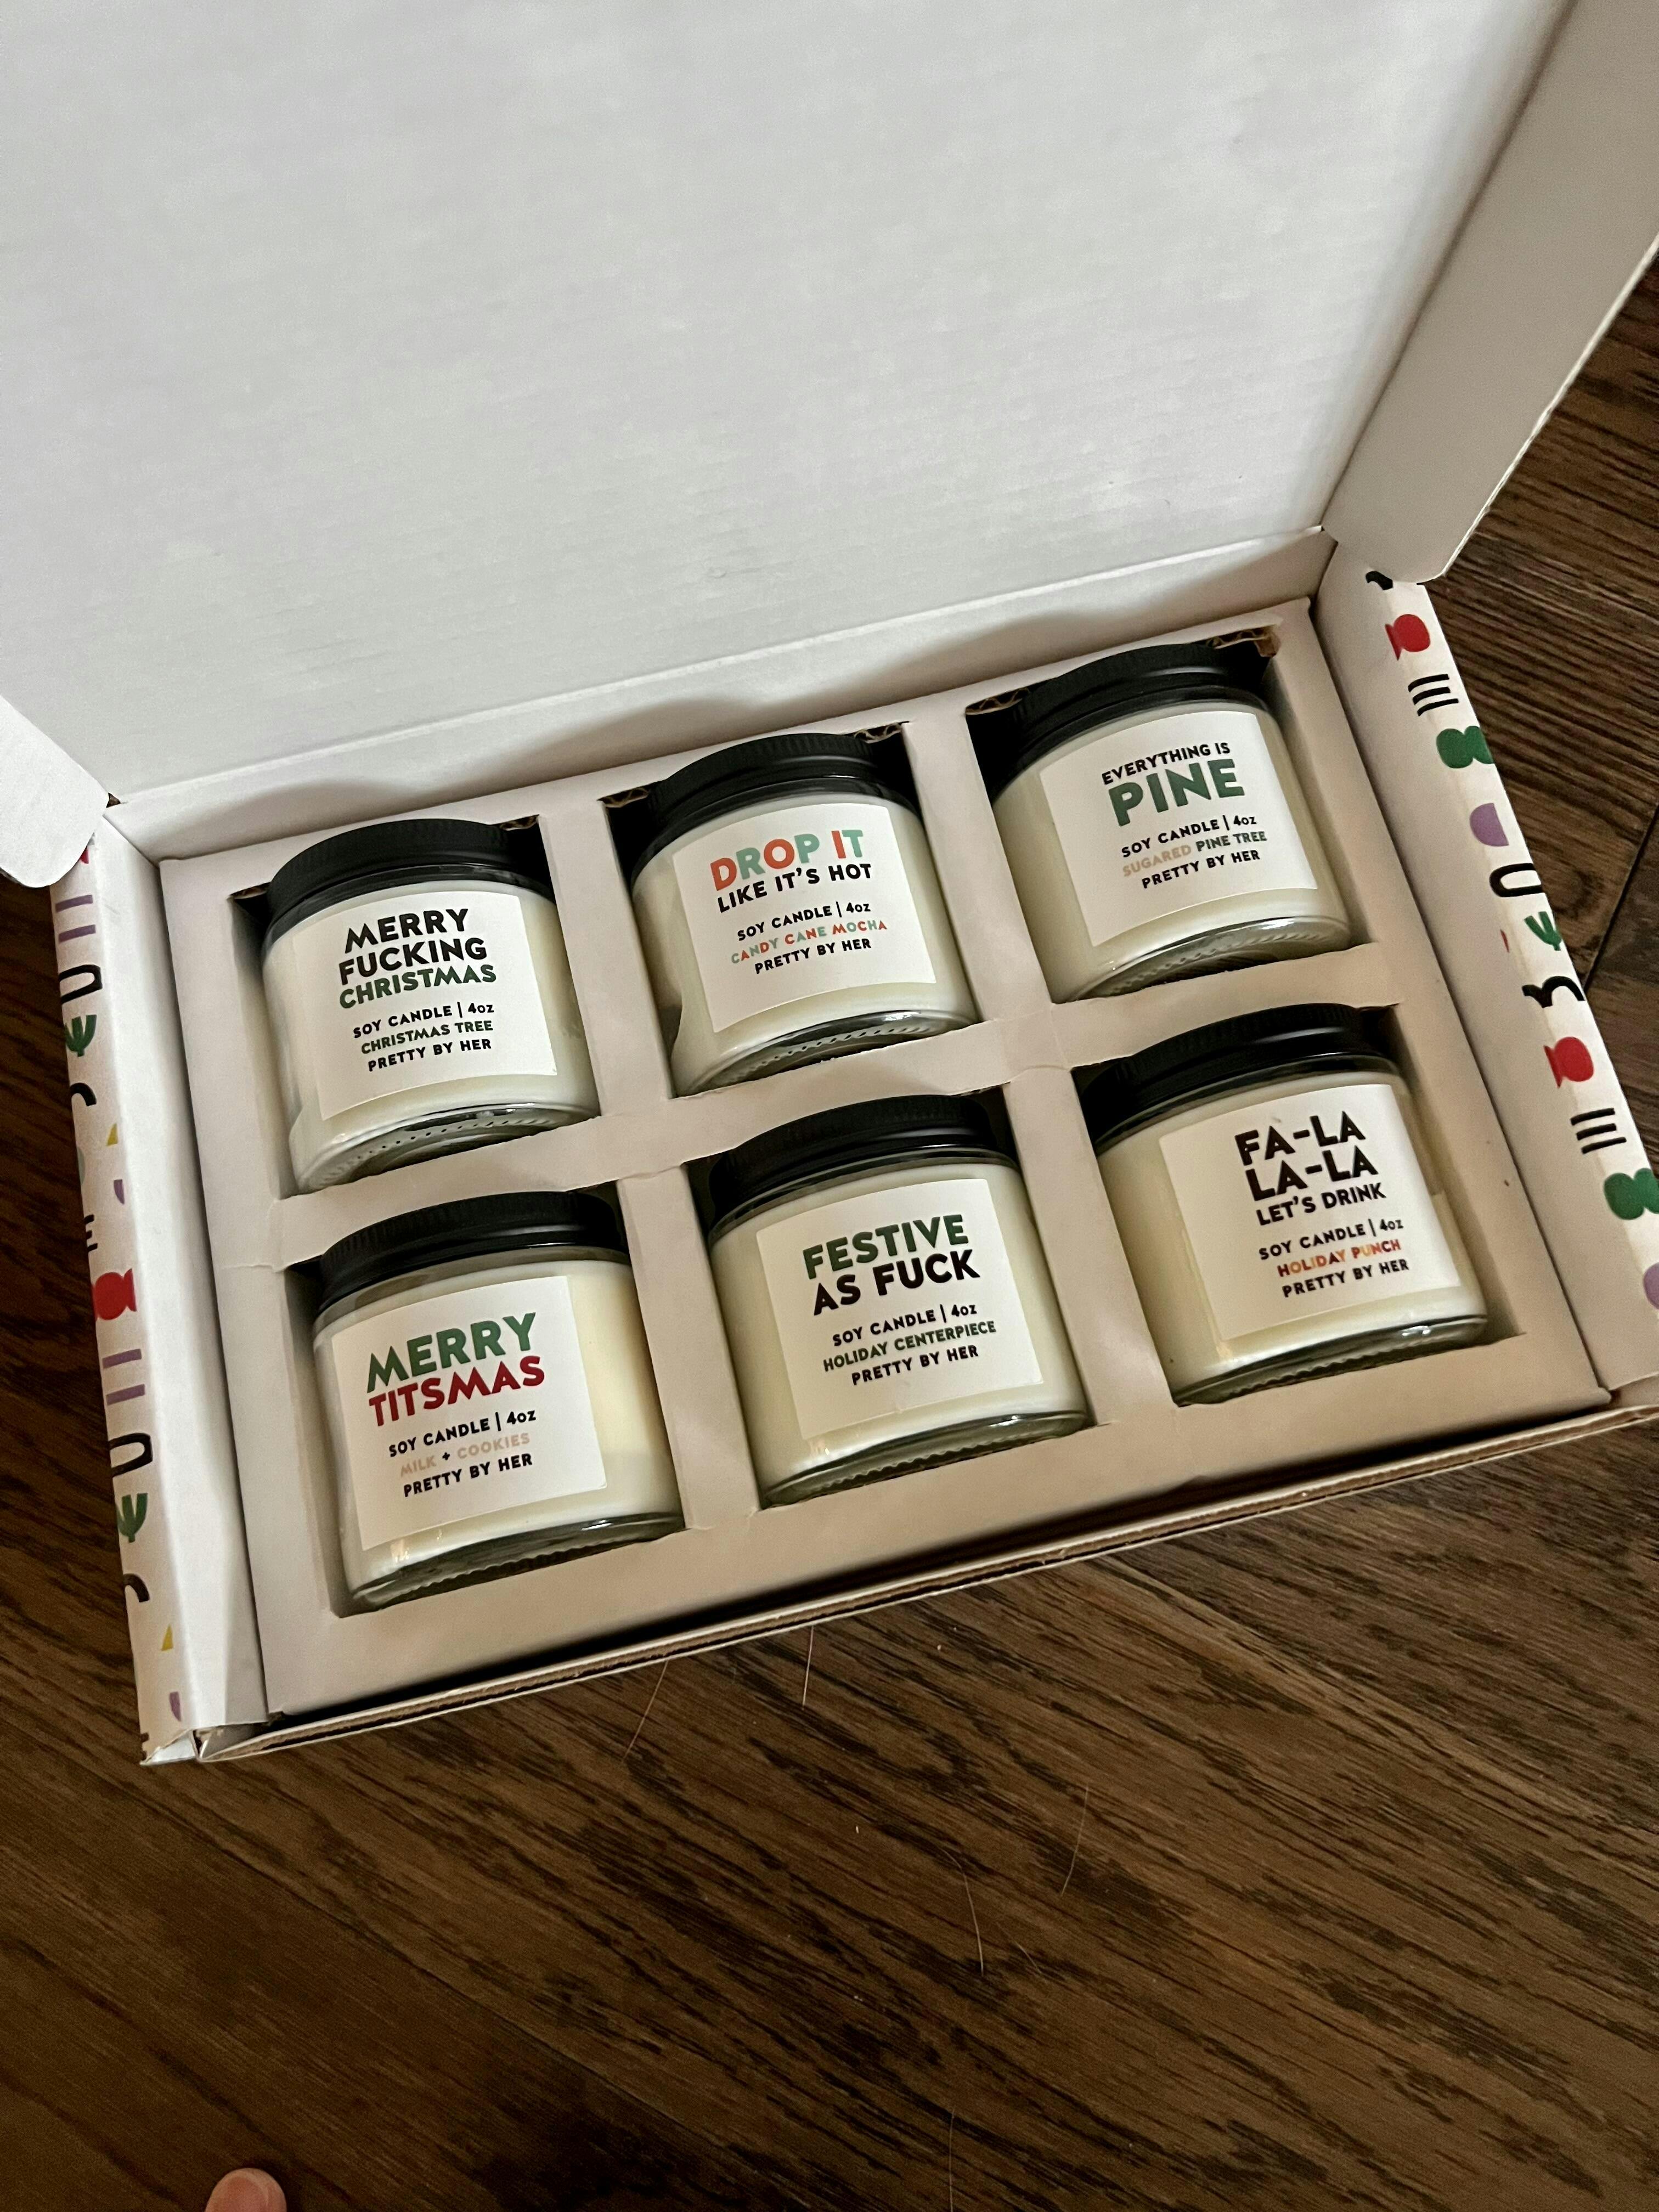 MERRY
FUCKING
CHRISTMAS
SOY CANDLE | 4oz
CHRISTMAS TREE
PRETTY BY HER
DROP IT
LIKE IT'S HOT
SOY CANDLE | 4oz
CANDY CANE MOCHA
PRETTY BY HER
EVERYTHING IS
PINE
SOY CANDLE | 4oz
SUGARED PINE TREE
PRETTY BY HER
MERRY
TITSMAS
SOY CANDLE | 4oz
MILK + COOKIES
PRETTY BY HER
FESTIVE
AS FUCK
SOY CANDLE | 4oz
HOLIDAY CENTERPIECE
PRETTY BY HER
FA-LA
LA-LA
LET'S DRINK
SOY CANDLE | 4oz
HOLIDAY PUNCH
PRETTY BY HER